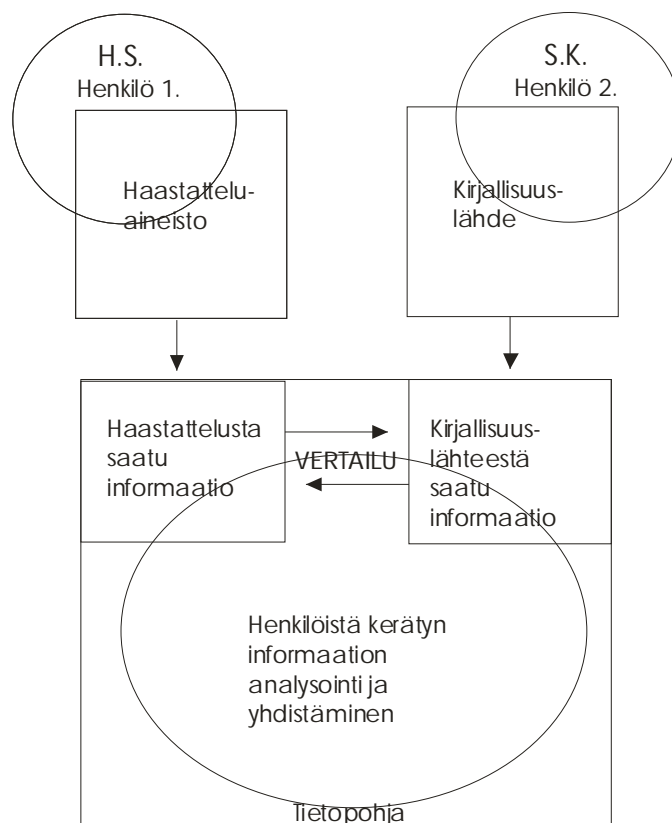 H.S.
Henkilö 1.
S.K.
Henkilö 2.
Haastattelu-
aineisto
Kirjallisuus-
lähde
Haastattelusta
saatu
informaatio
VERTAILU
Kirjallisuus-
lähteestä
saatu
informaatio
Henkilöistä kerätyn
informaation
analysointi ja
yhdistäminen
Tietopohja